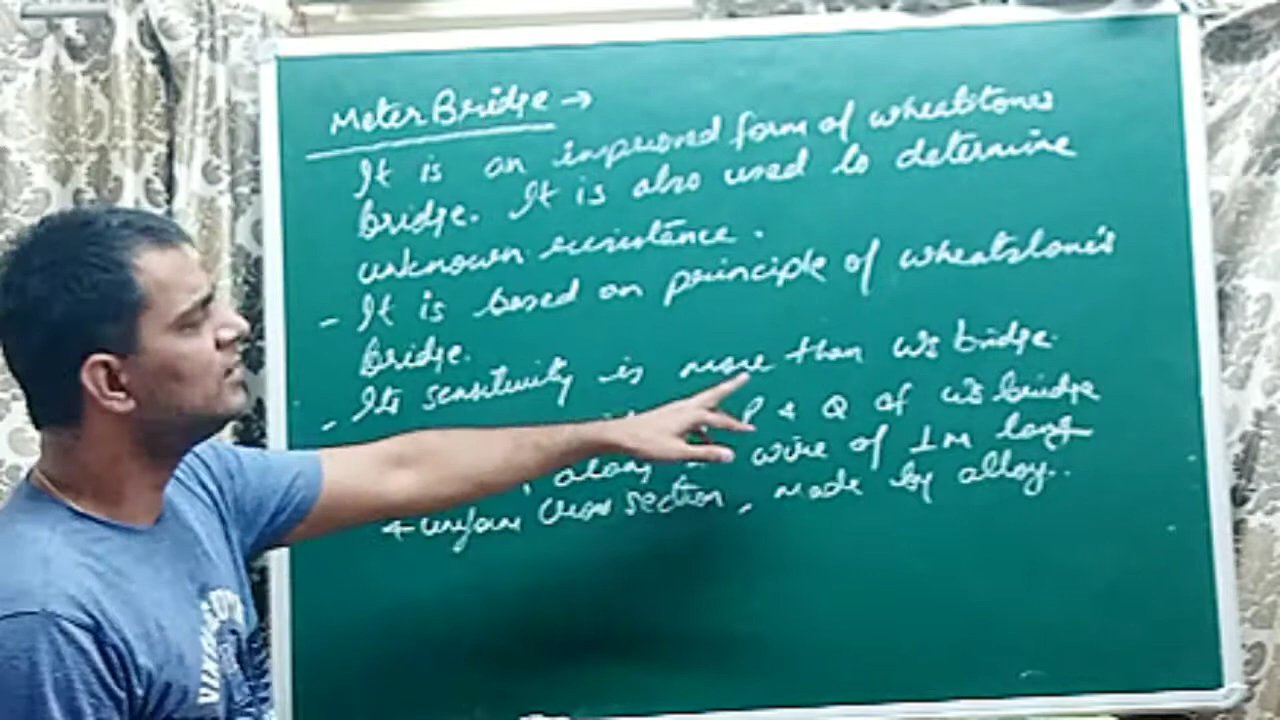 Meter Bridge →
It is an improved form of wheatstones
bridge. It is also used to determine
unknown resistance.
- It is based on principle of wheatstone's
bridge.
- Its sensitivity is more than WS bridge.
P & Q of WS bridge
along a wire of 1M long
& uniform Cross section, made by alloy..